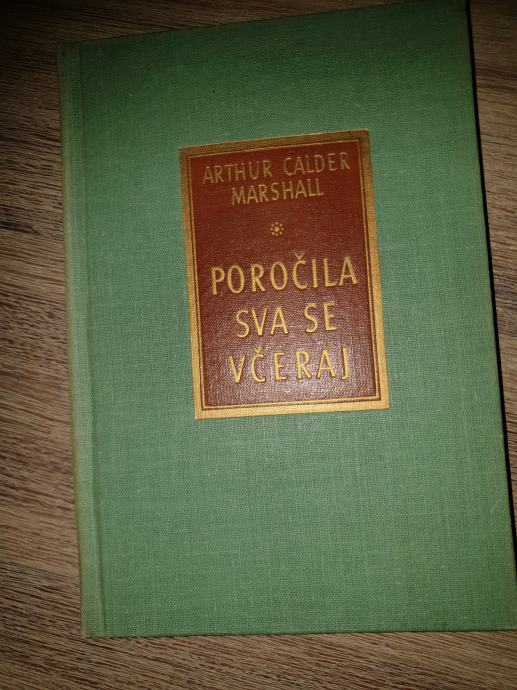 ARTHUR CALDER
MARSHALL
POROČILA
SVA SE
VČERAJ